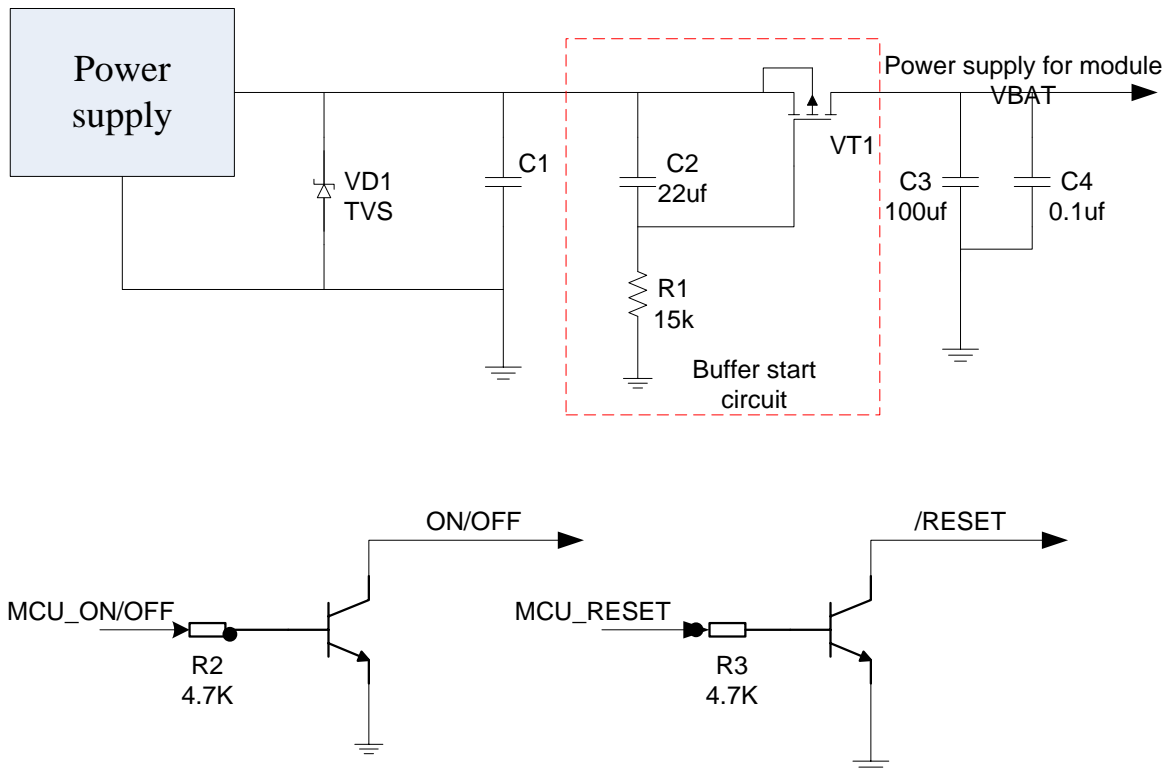 Power
supply
Power supply for module
VBAT
VT1
VD1
TVS
C1
C2
22uf
C3
100uf
C4
0.1uf
R1
15k
Buffer start
circuit
ON/OFF
/RESET
MCU_ON/OFF
MCU_RESET
R2
4.7K
R3
4.7K